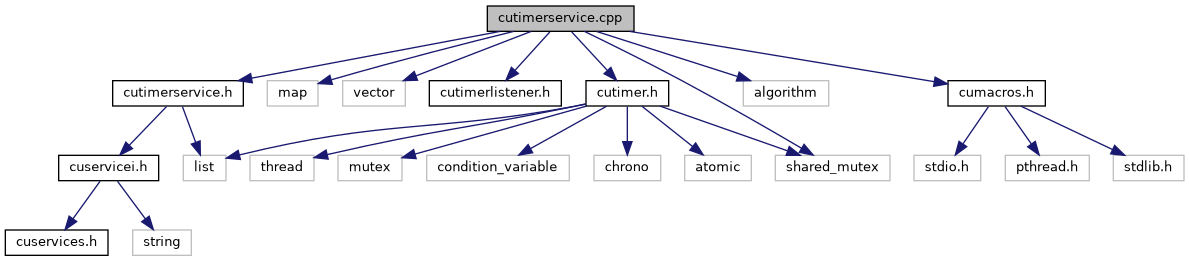 cutimerservice.cpp
cutimerservice.h
map
vector
cutimerlistener.h
cutimer.h
algorithm
cumacros.h
cuservicei.h
list
thread
mutex
condition_variable
chrono
atomic
shared_mutex
stdio.h
pthread.h
stdlib.h
cuservices.h
string